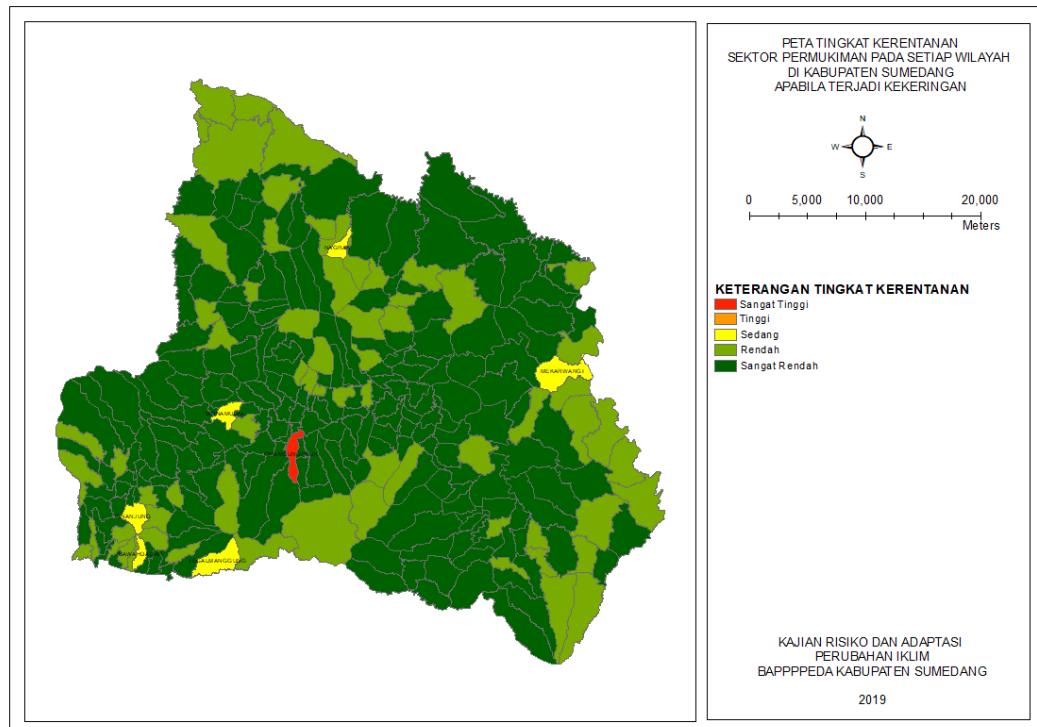 PETA TINGKAT KERENTANAN
SEKTOR PERMUKIMAN PADA SETIAP WILAYAH
DI KABUPATEN SUMEDANG
APABILA TERJADI KEKERINGAN
N
W E
S
0 5,000 10,000 20,000
Meters
KETERANGAN TINGKAT KERENTANAN
Sangat Tinggi
Tinggi
Sedang
Rendah
Sangat Rendah
MEKARWANGI
KAJIAN RISIKO DAN ADAPTASI
PERUBAHAN IKLIM
BAPPPPEDA KABUPATEN SUMEDANG
2019